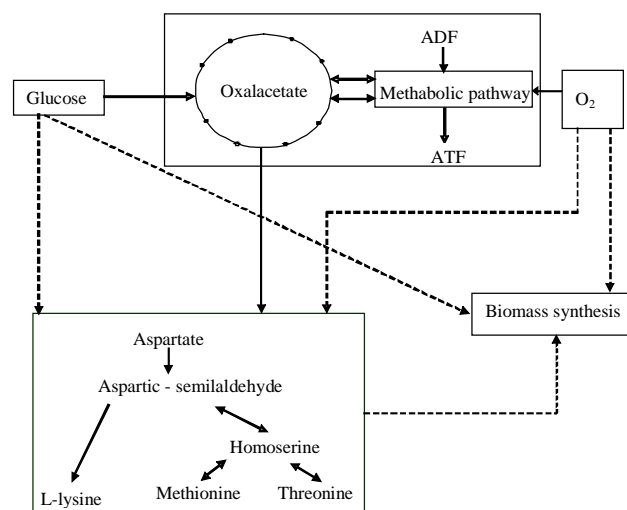 ADF
Glucose
Oxalacetate
Methabolic pathway
O2
ATF
Biomass synthesis
Aspartate
Aspartic - semilaldehyde
Homoserine
L-lysine
Methionine
Threonine